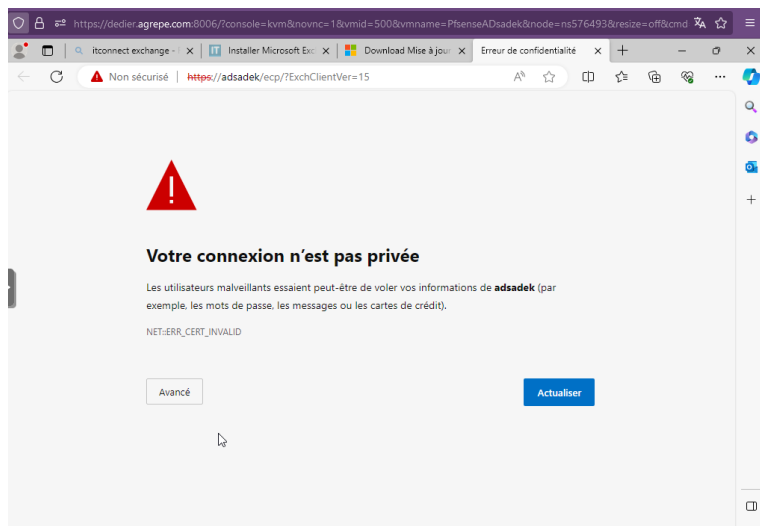 https://dedier.agrepe.com:8006/?console=kvm&novnc=1&vmid=500&vmname=PfsenseADsadek&node=ns576493&resize=off&cmd
itconnect exchange -
Installer Microsoft Exc
Download Mise à jour
Erreur de confidentialité
Non sécurisé
https://adsadek/ecp/?ExchClientVer=15
Votre connexion n'est pas privée
Les utilisateurs malveillants essaient peut-être de voler vos informations de adsadek (par
exemple, les mots de passe, les messages ou les cartes de crédit).
NET::ERR_CERT_INVALID
Avancé
Actualiser